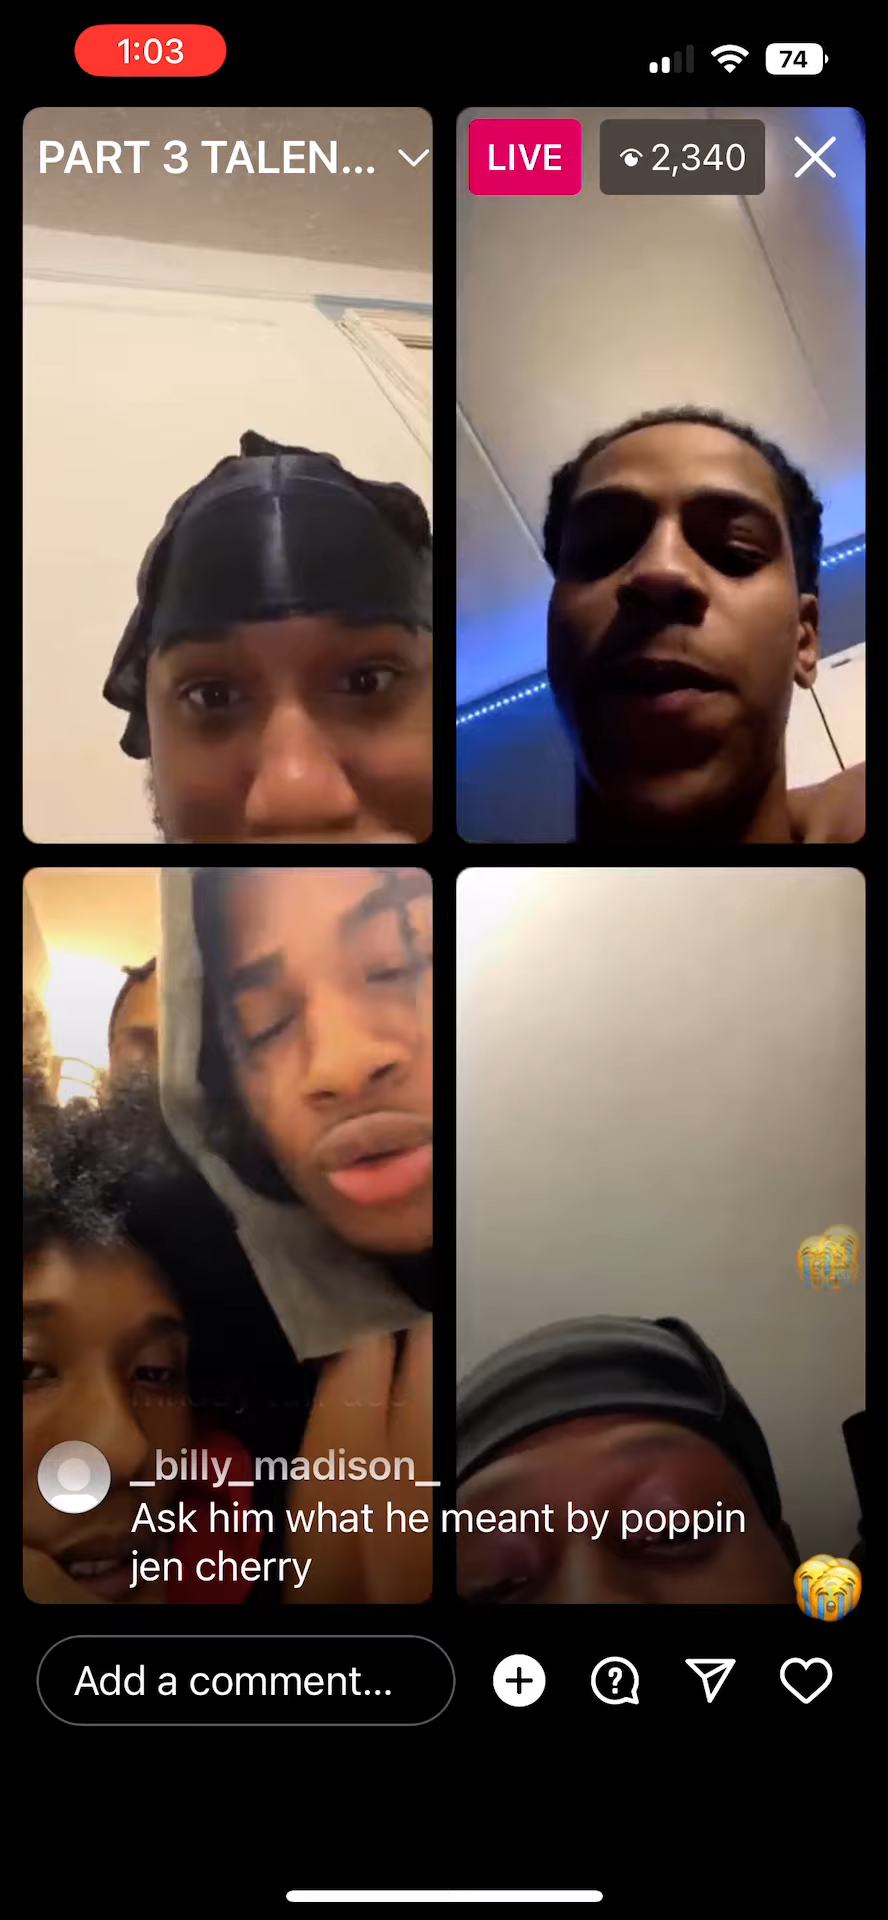 1:03
74
PART 3 TALEN...
LIVE
2,340
_billy_madison_
Ask him what he meant by poppin
jen cherry
Add a comment...